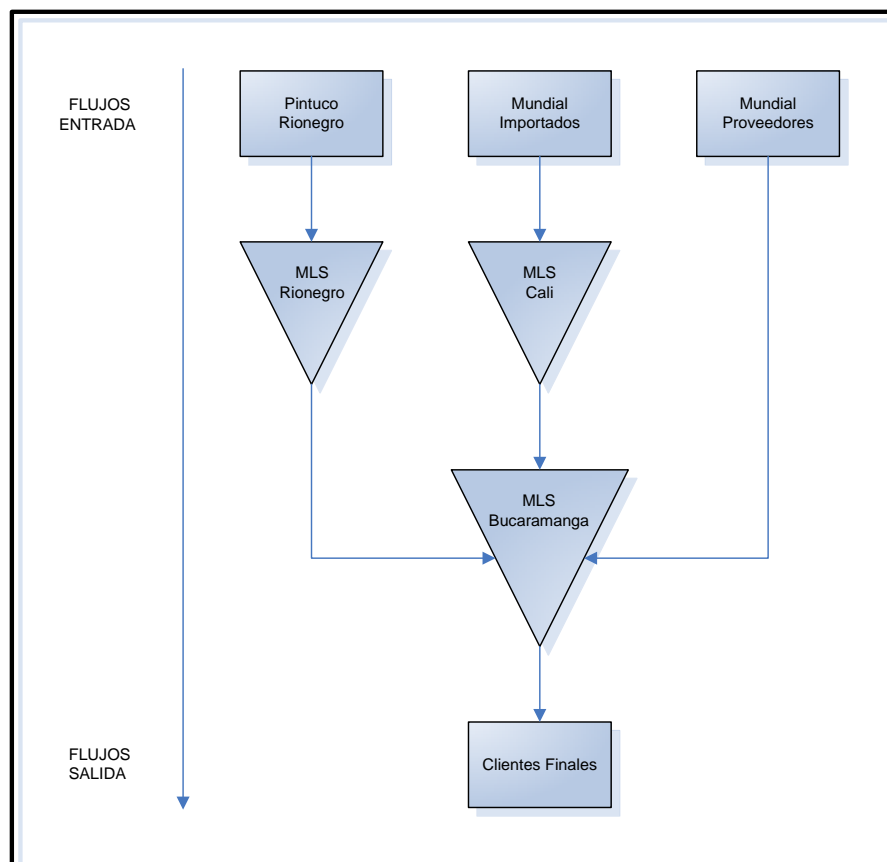 FLUJOS
ENTRADA
Pintuco
Rionegro
Mundial
Importados
Mundial
Proveedores
MLS
Rionegro
MLS
Cali
MLS
Bucaramanga
FLUJOS
SALIDA
Clientes Finales